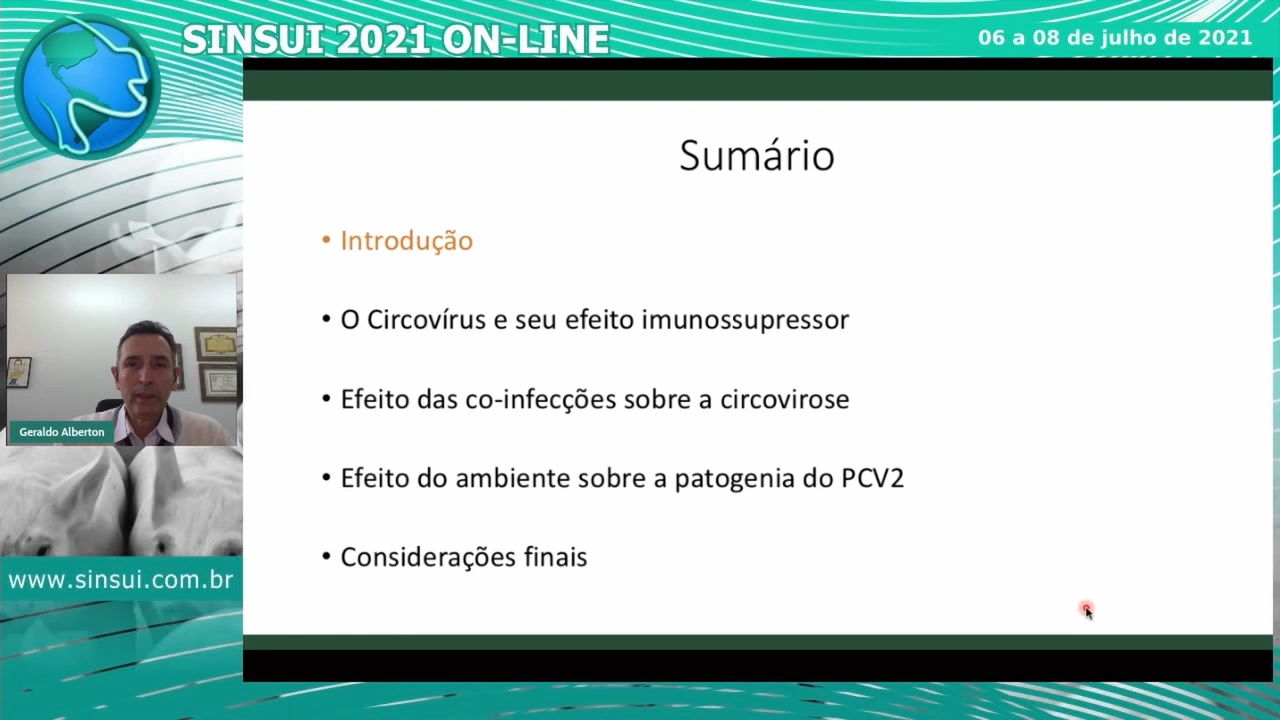 SINSUI 2021 ON-LINE
06 a 08 de julho de 2021
Sumário
• Introdução
• O Circovírus e seu efeito imunossupressor
• Efeito das co-infecções sobre a circovirose
• Efeito do ambiente sobre a patogenia do PCV2
• Considerações finais
Geraldo Alberton
www.sinsui.com.br